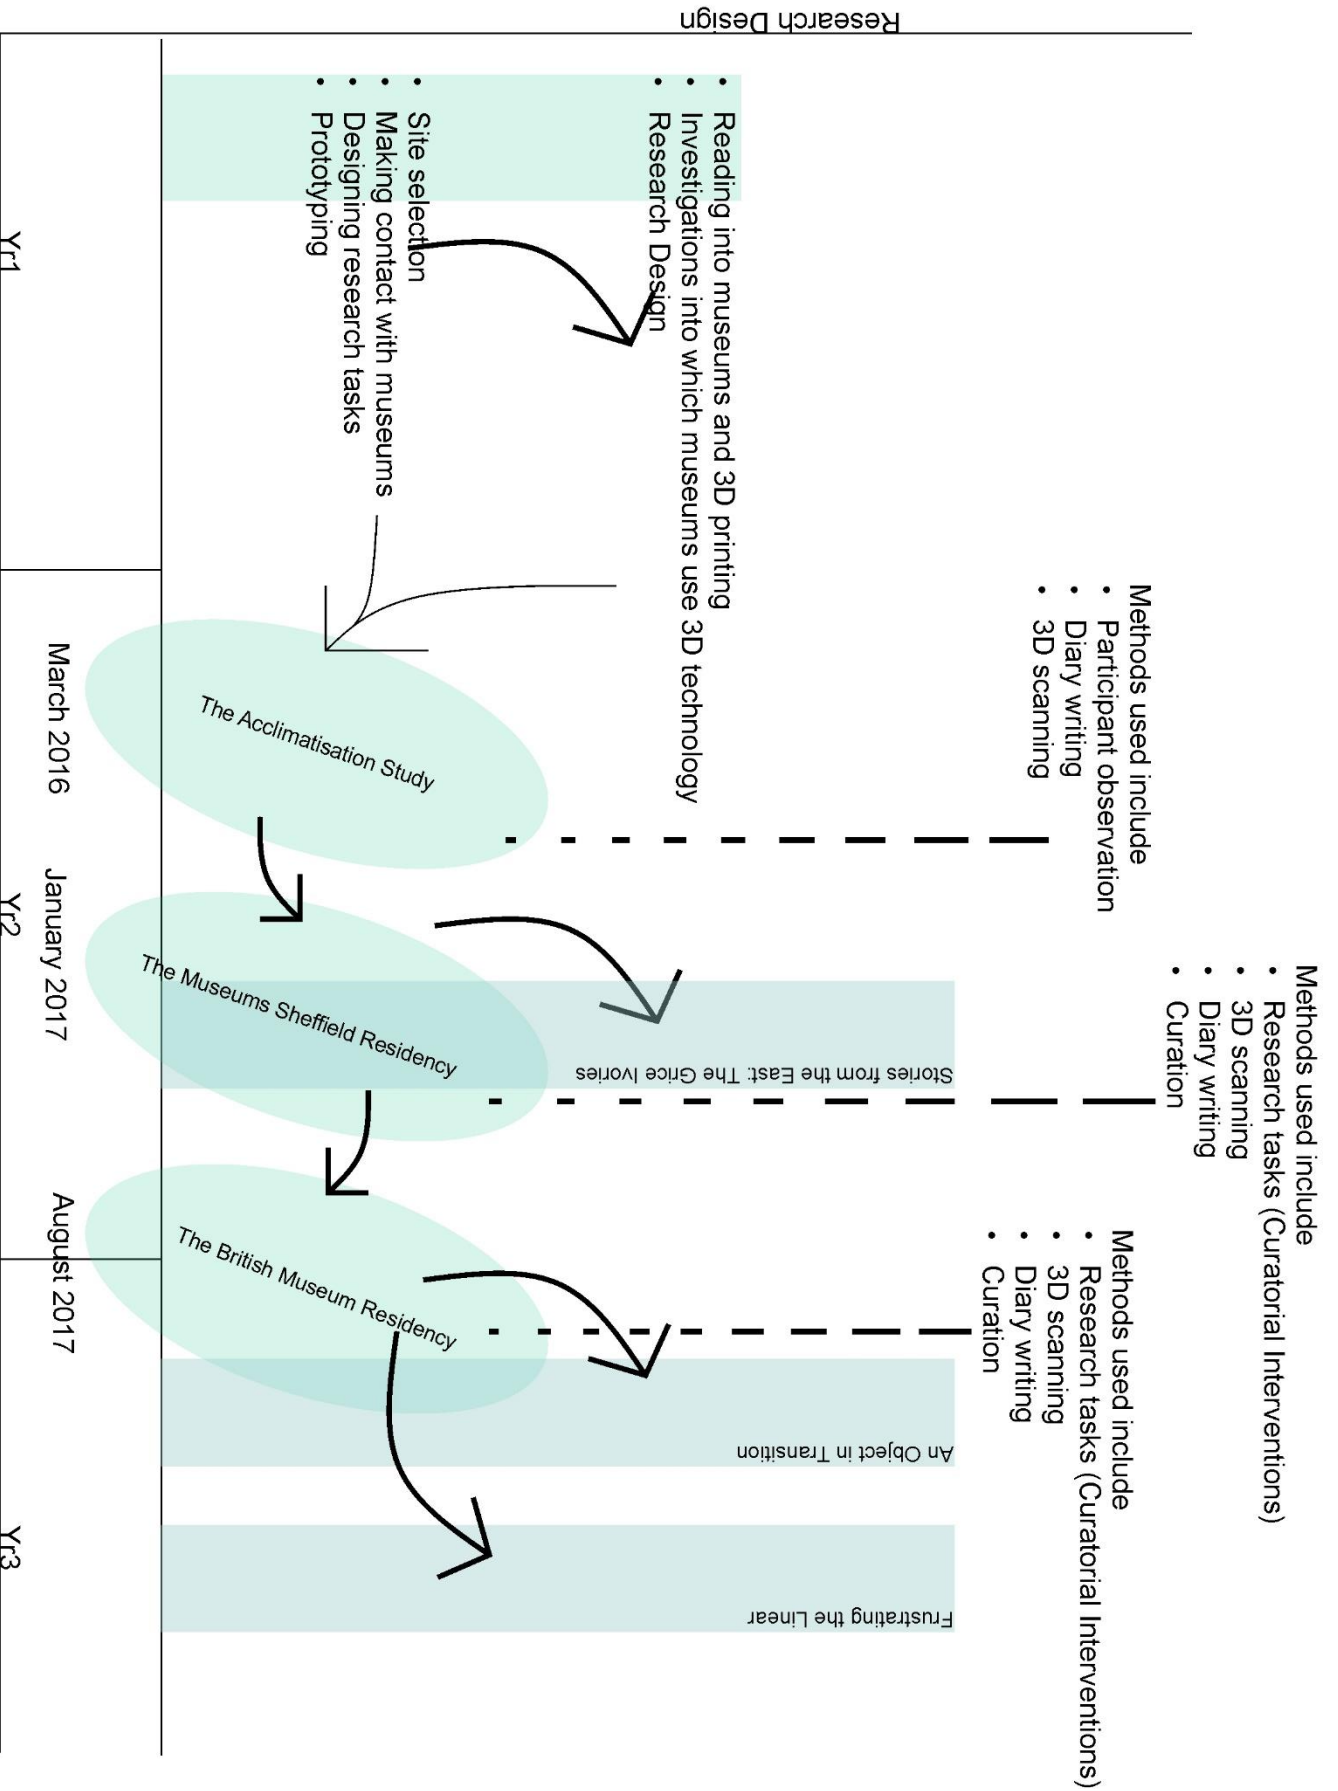 Research Design
Methods used include
• Research tasks (Curatorial Interventions)
• 3D scanning
• Diary writing
• Curation
Methods used include
• Participant observation
• Diary writing
• 3D scanning
Methods used include
• Research tasks (Curatorial Interventions)
• 3D scanning
• Diary writing
• Curation
• Reading into museums and 3D printing
• Investigations into which museums use 3D technology
• Research Design
• Site selection
• Making contact with museums
• Designing research tasks
• Prototyping
Stories from the East: The Grice Ivories
An Object in Transition
Frustrating the Linear
The Acclimatisation Study
The Museums Sheffield Residency
The British Museum Residency
March 2016
January 2017
August 2017
Yr1
Yr2
Yr3